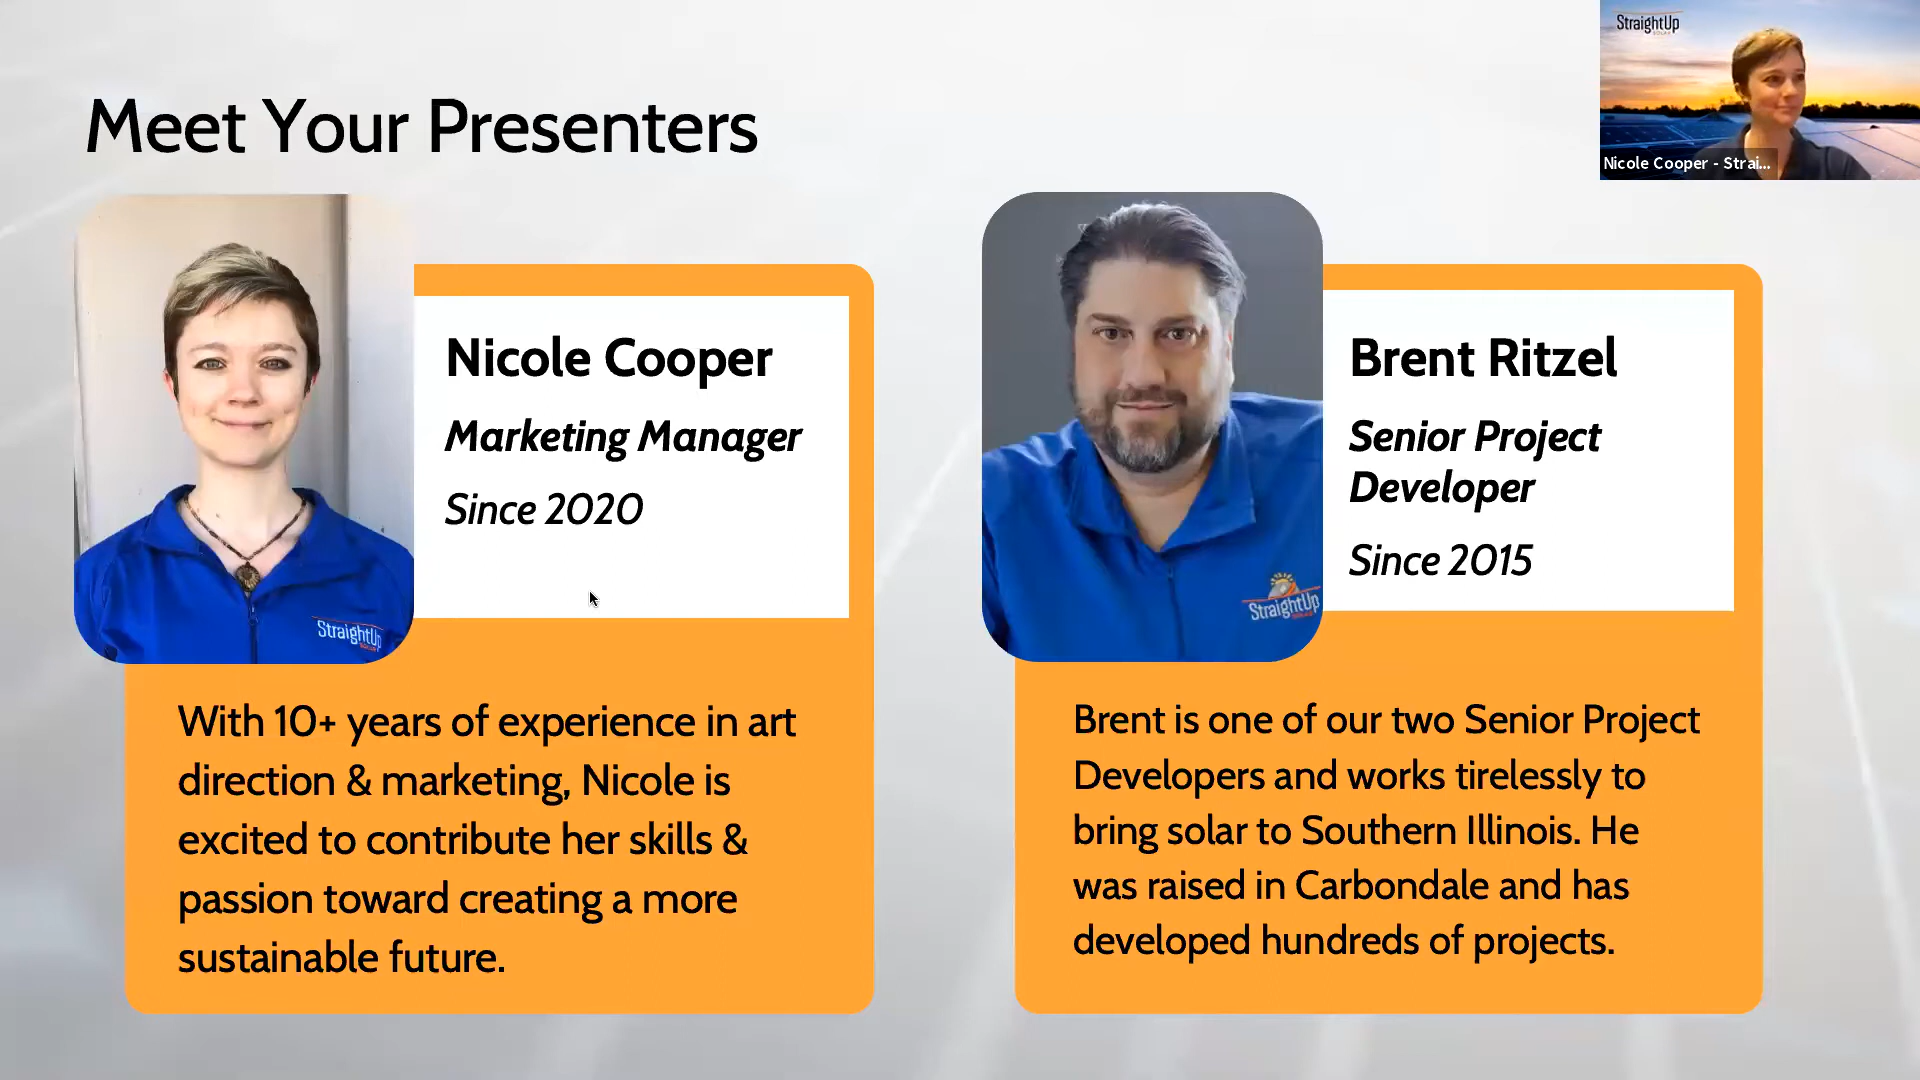 Meet Your Presenters
StraightUp
SOLAR
Nicole Cooper - Strai...
Nicole Cooper
Marketing Manager
Since 2020
StraightUp
SOLAR
With 10+ years of experience in art
direction & marketing, Nicole is
excited to contribute her skills &
passion toward creating a more
sustainable future.
Brent Ritzel
Senior Project
Developer
Since 2015
StraightUp
SOLAR
Brent is one of our two Senior Project
Developers and works tirelessly to
bring solar to Southern Illinois. He
was raised in Carbondale and has
developed hundreds of projects.